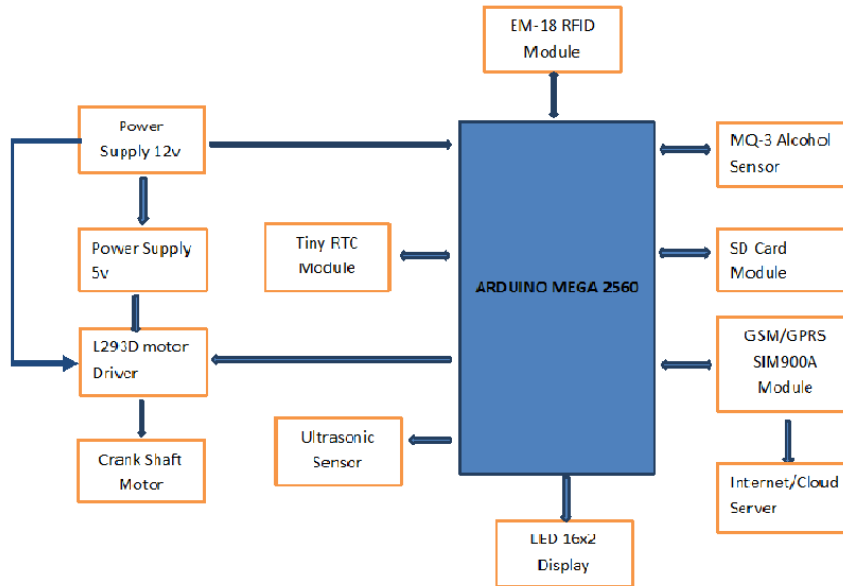 EM-18 RFID
Module
Power
Supply 12v
MQ-3 Alcohol
Sensor
Power Supply
5v
Tiny RTC
Module
SD Card
Module
ARDUINO MEGA 2560
L293D motor
Driver
GSM/GPRS
SIM900A
Module
Ultrasonic
Sensor
Crank Shaft
Motor
Internet/Cloud
Server
LED 16x2
Display